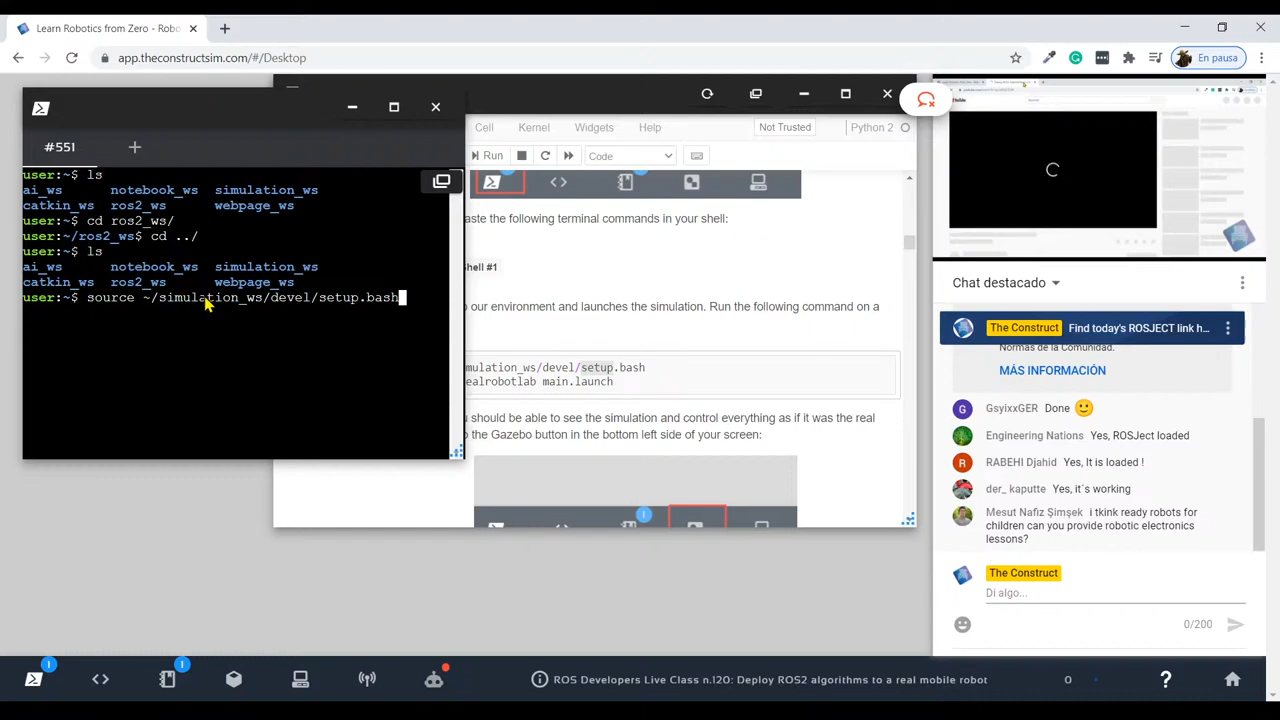 Learn Robotics from Zero - Robo
app.theconstructsim.com/#/Desktop
En pausa
#551
user:~$ ls
ai_ws notebook_ws simulation_ws
catkin_ws ros2_ws webpage_ws
user:~$ cd ros2_ws/
user:~/ros2_ws$ cd ../
user:~$ ls
ai_ws notebook_ws simulation_ws
catkin_ws ros2_ws webpage_ws
user:~$ source ~/simulation_ws/devel/setup.bash
Cell Kernel Widgets Help Not Trusted Python 2
Run Code
aste the following terminal commands in your shell:
hell #1
o our environment and launches the simulation. Run the following command on a
mulation_ws/devel/setup.bash
ealrobotlab main.launch
u should be able to see the simulation and control everything as if it was the real
o the Gazebo button in the bottom left side of your screen:
1
Chat destacado
The Construct Find today's ROSJECT link h...
Normas de la Comunidad.
MÁS INFORMACIÓN
GsyixxGER Done
Engineering Nations Yes, ROSJect loaded
RABEHI Djahid Yes, It is loaded !
der_ kaputte Yes, it´s working
Mesut Nafiz Şimşek i tkink ready robots for
children can you provide robotic electronics
lessons?
The Construct
Di algo...
0/200
1 1
ROS Developers Live Class n.120: Deploy ROS2 algorithms to a real mobile robot